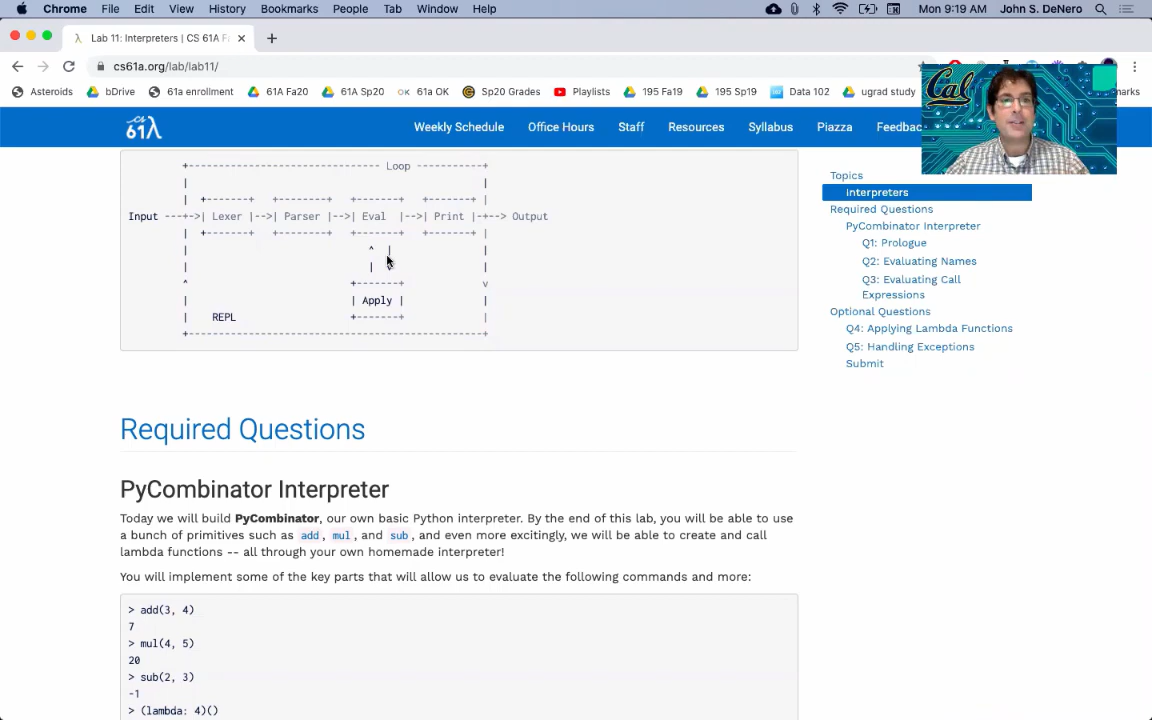 Chrome File Edit View History Bookmarks People Tab Window Help Mon 9:19 AM John S. DeNero
Lab 11: Interpreters | CS 61A F
cs61a.org/lab/lab11/
Asteroids bDrive 61a enrollment 61A Fa20 61A Sp20 OK 61a OK Sp20 Grades Playlists 195 Fa19 195 Sp19 Data 102 ugrad study
Cal
CS 61λ Weekly Schedule Office Hours Staff Resources Syllabus Piazza
+------------------------------- Loop -----------+
|                                                |
|  +-------+   +--------+   +-------+   +-------+ |
Input ---+->| Lexer |-->| Parser |-->| Eval  |-->| Print |-+--> Output
|  +-------+   +--------+   +-------+   +-------+ |
|                              ^  |              |
|                              |                 |
^                           +-------+            v
|                           | Apply |            |
|    REPL                   +-------+            |
+------------------------------------------------+
Required Questions
PyCombinator Interpreter
Today we will build PyCombinator, our own basic Python interpreter. By the end of this lab, you will be able to use
a bunch of primitives such as add, mul, and sub, and even more excitingly, we will be able to create and call
lambda functions -- all through your own homemade interpreter!
You will implement some of the key parts that will allow us to evaluate the following commands and more:
> add(3, 4)
7
> mul(4, 5)
20
> sub(2, 3)
-1
> (lambda: 4)()
Topics
Interpreters
Required Questions
PyCombinator Interpreter
Q1: Prologue
Q2: Evaluating Names
Q3: Evaluating Call
Expressions
Optional Questions
Q4: Applying Lambda Functions
Q5: Handling Exceptions
Submit